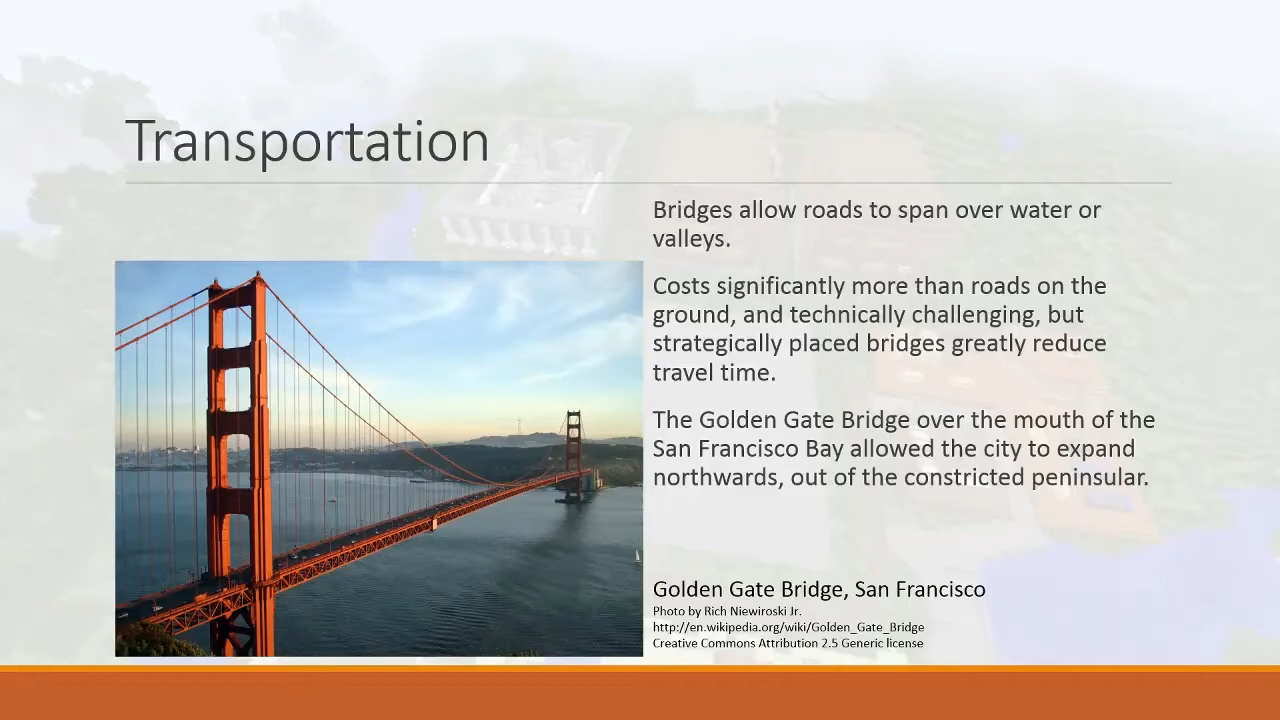 Transportation
Bridges allow roads to span over water or
valleys.
Costs significantly more than roads on the
ground, and technically challenging, but
strategically placed bridges greatly reduce
travel time.
The Golden Gate Bridge over the mouth of the
San Francisco Bay allowed the city to expand
northwards, out of the constricted peninsular.
Golden Gate Bridge, San Francisco
Photo by Rich Niewiroski Jr.
http://en.wikipedia.org/wiki/Golden_Gate_Bridge
Creative Commons Attribution 2.5 Generic license